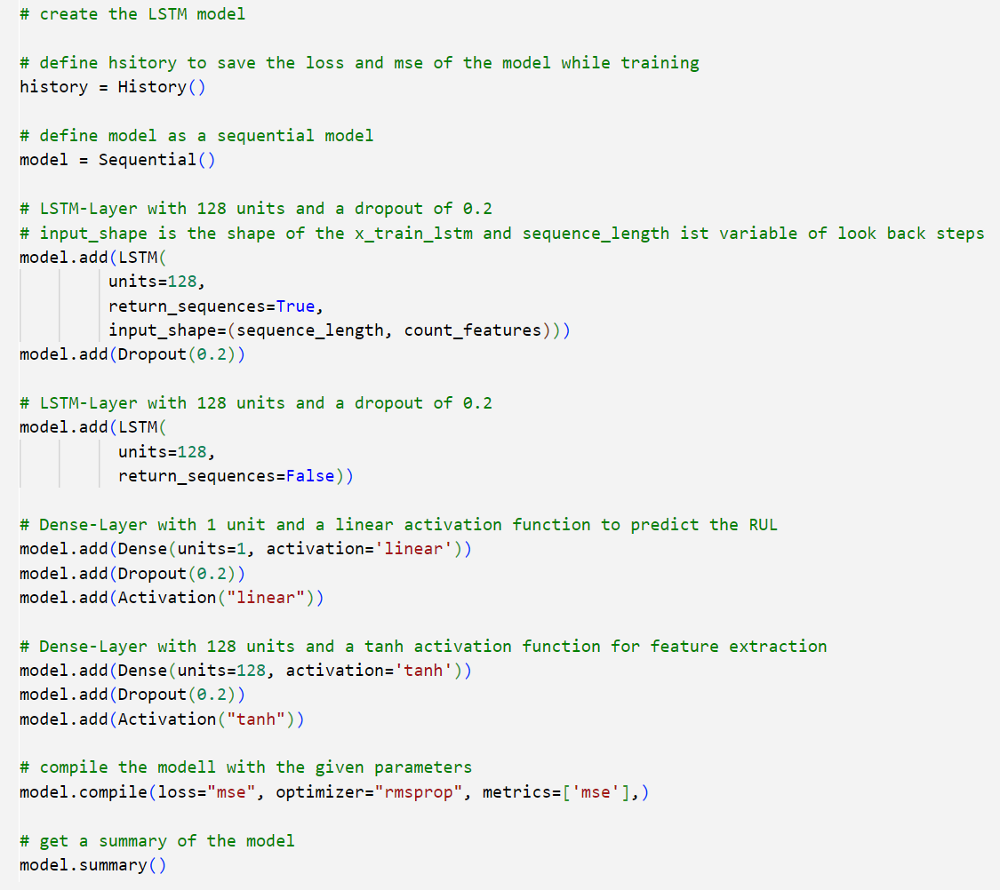 # create the LSTM model
# define hsitory to save the loss and mse of the model while training
history = History()
# define model as a sequential model
model = Sequential()
# LSTM-Layer with 128 units and a dropout of 0.2
# input_shape is the shape of the x_train_lstm and sequence_length ist variable of look back steps
model.add(LSTM(
units=128,
return_sequences=True,
input_shape=(sequence_length, count_features)))
model.add(Dropout(0.2))
# LSTM-Layer with 128 units and a dropout of 0.2
model.add(LSTM(
units=128,
return_sequences=False))
# Dense-Layer with 1 unit and a linear activation function to predict the RUL
model.add(Dense(units=1, activation='linear'))
model.add(Dropout(0.2))
model.add(Activation("linear"))
# Dense-Layer with 128 units and a tanh activation function for feature extraction
model.add(Dense(units=128, activation='tanh'))
model.add(Dropout(0.2))
model.add(Activation("tanh"))
# compile the modell with the given parameters
model.compile(loss="mse", optimizer="rmsprop", metrics=['mse'],)
# get a summary of the model
model.summary()